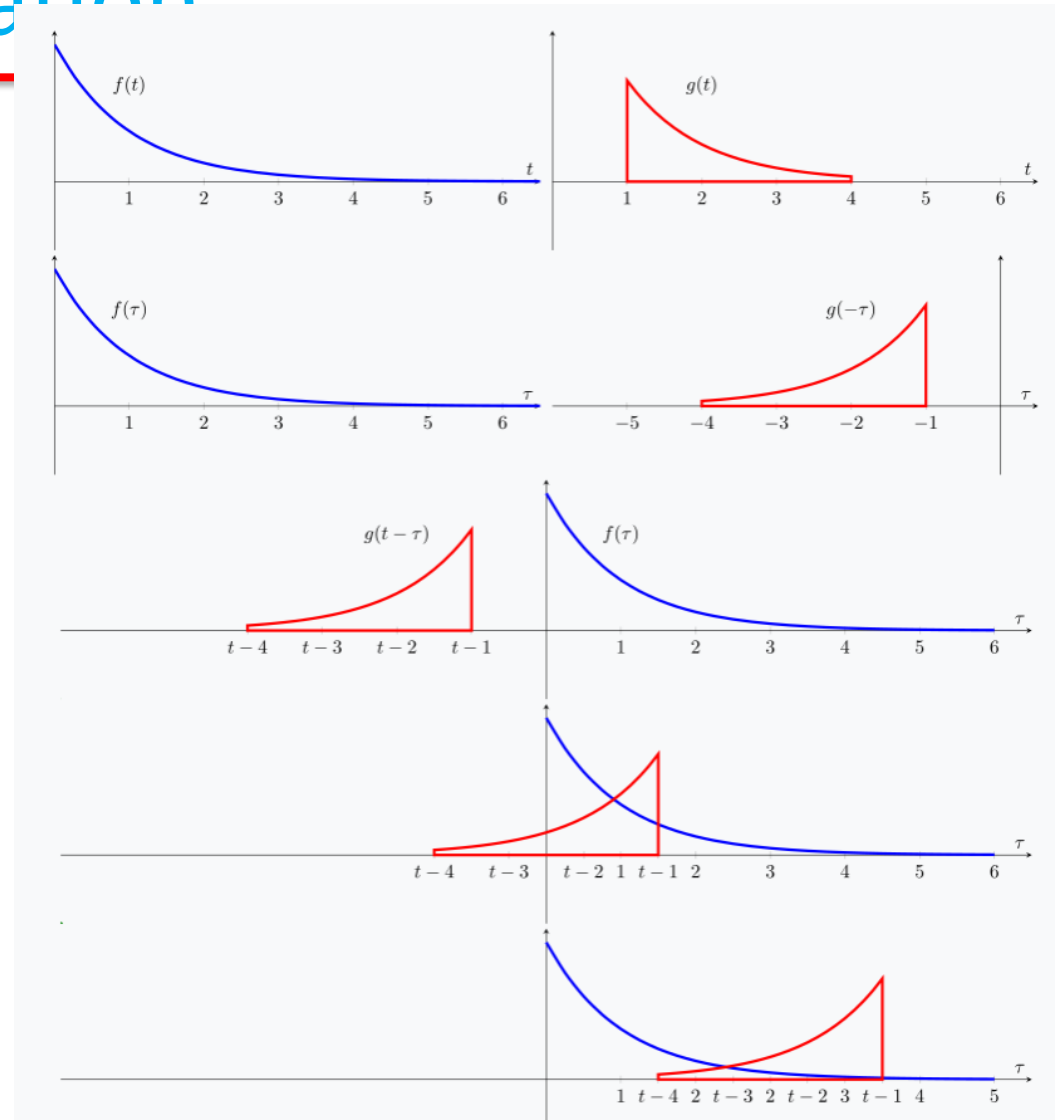 f(t) g(t)
t t
1 2 3 4 5 6 1 2 3 4 5 6
f(τ) g(−τ)
τ τ
1 2 3 4 5 6 −5 −4 −3 −2 −1
g(t − τ) f(τ)
τ
t − 4 t − 3 t − 2 t − 1 1 2 3 4 5 6
τ
t − 4 t − 3 t − 2 1 t − 1 2 3 4 5 6
τ
1 t − 4 2 t − 3 2 t − 2 3 t − 1 4 5